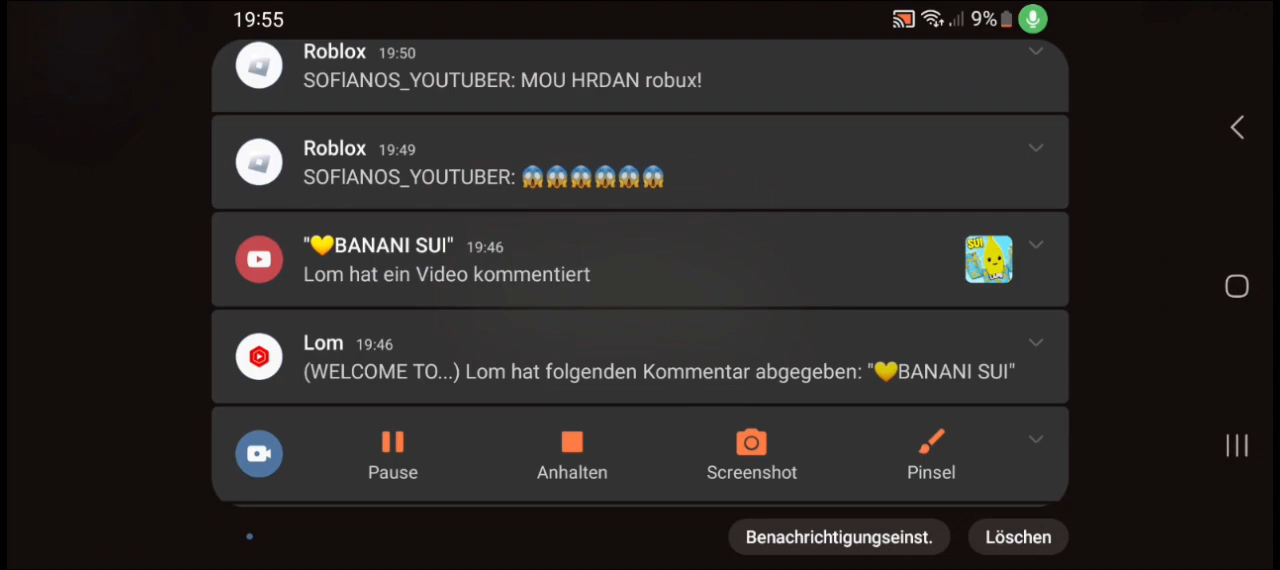 19:55
9%
Roblox 19:50
SOFlANOS_YOUTUBER: MOU HRDAN robux!
Roblox 19:49
SOFlANOS_YOUTUBER: 😱😱😱😱😱😱
"💛BANANI SUI" 19:46
SUI
Lom hat ein Video kommentiert
Lom 19:46
(WELCOME TO...) Lom hat folgenden Kommentar abgegeben: "💛BANANI SUI"
Pause Anhalten Screenshot Pinsel
Benachrichtigungseinst. Löschen